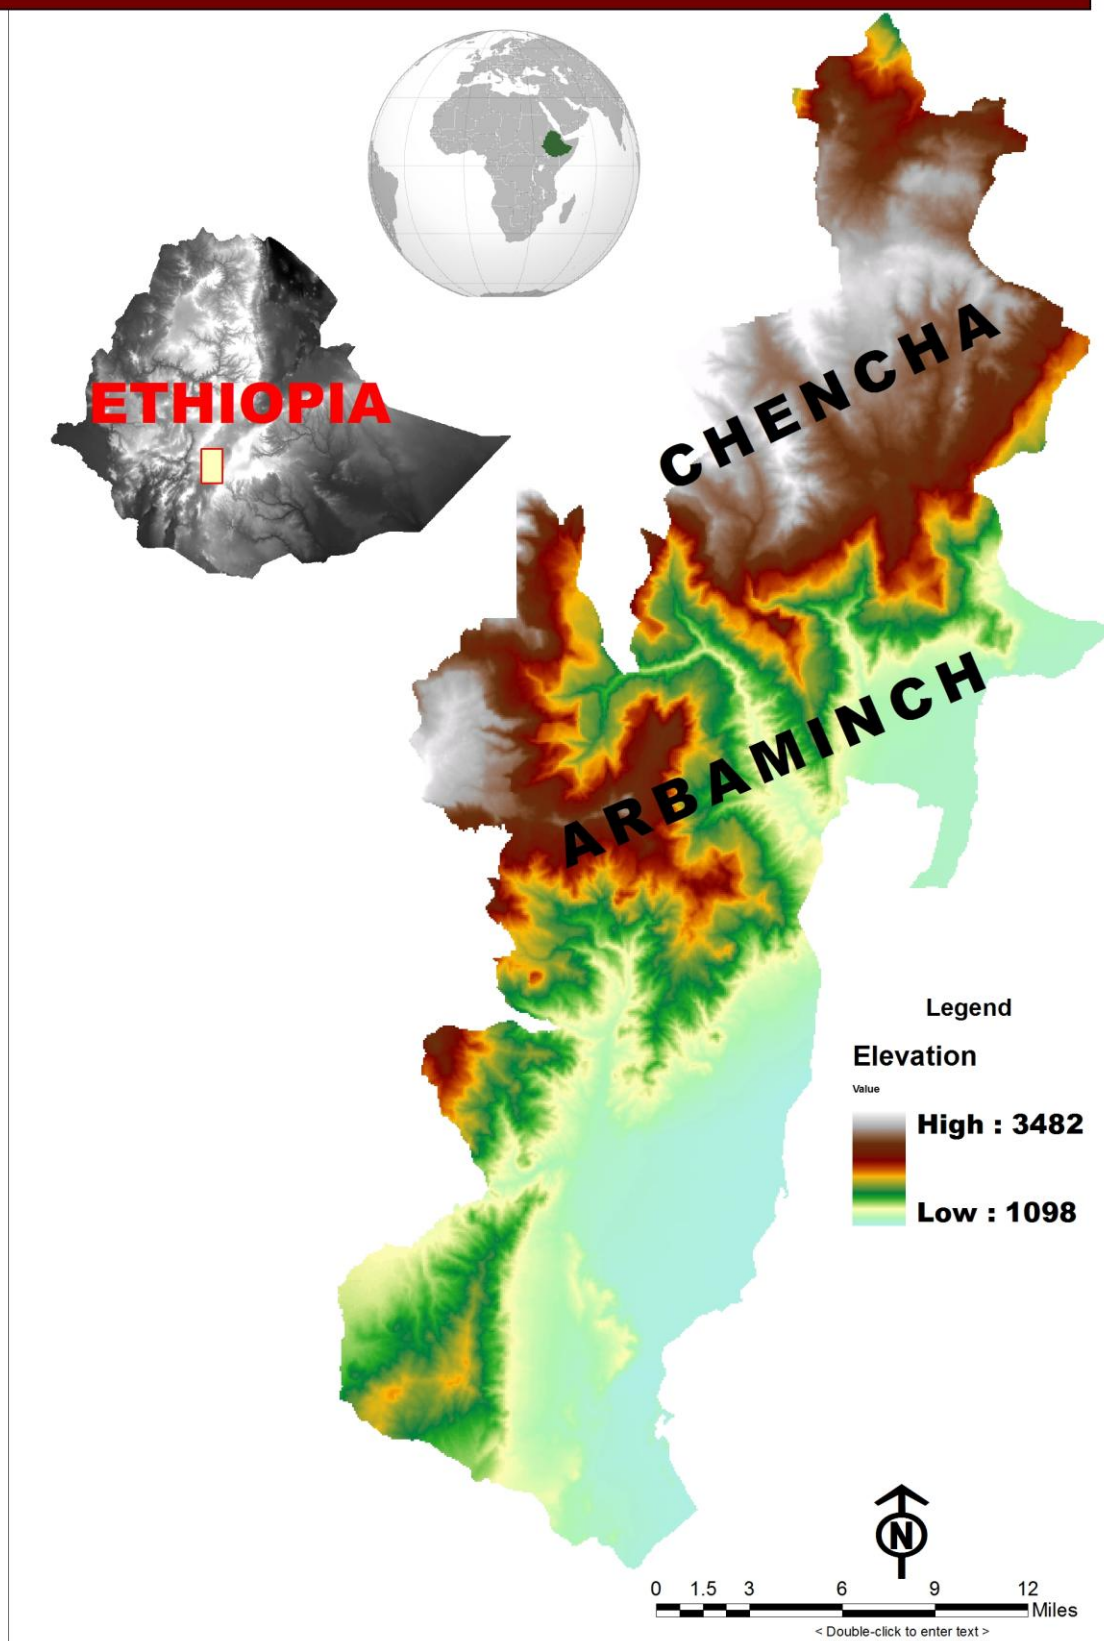 ETHIOPIA
CHENCHA
ARBAMINCH
Legend
Elevation
Value
High : 3482
Low : 1098
N
0 1.5 3 6 9 12
Miles
< Double-click to enter text >